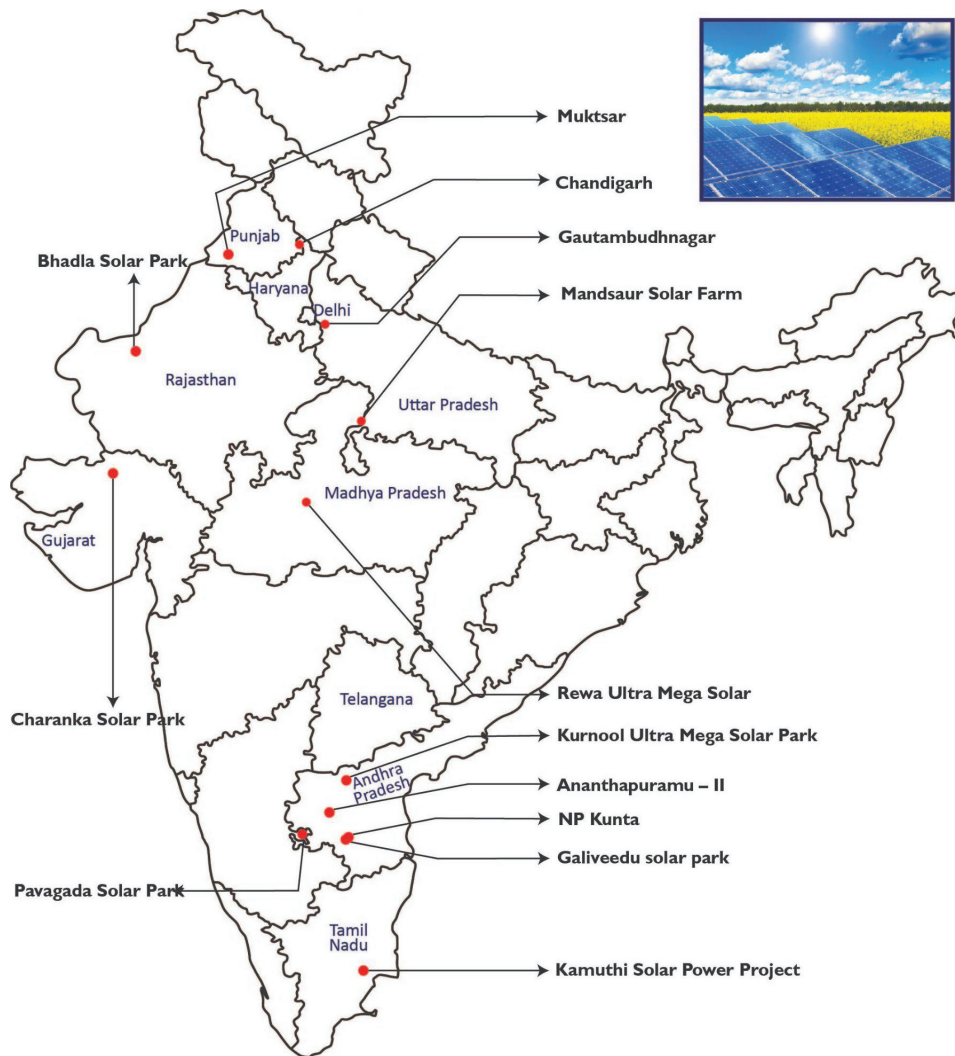 Muktsar
Chandigarh
Punjab
Gautambudhnagar
Bhadla Solar Park
Haryana
Mandsaur Solar Farm
Delhi
Rajasthan
Uttar Pradesh
Madhya Pradesh
Gujarat
Rewa Ultra Mega Solar
Telangana
Charanka Solar Park
Kurnool Ultra Mega Solar Park
Andhra
Pradesh
Ananthapuramu – II
NP Kunta
Galiveedu solar park
Pavagada Solar Park
Tamil
Nadu
Kamuthi Solar Power Project